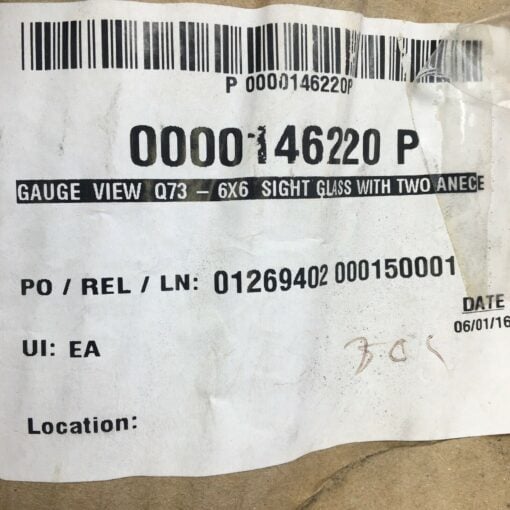 P 0000146220P
0000146220 P
GAUGE VIEW Q73 – 6X6 SIGHT GLASS WITH TWO ANECE
PO / REL / LN: 01269402 000150001
DATE
06/01/16
UI: EA
Location: